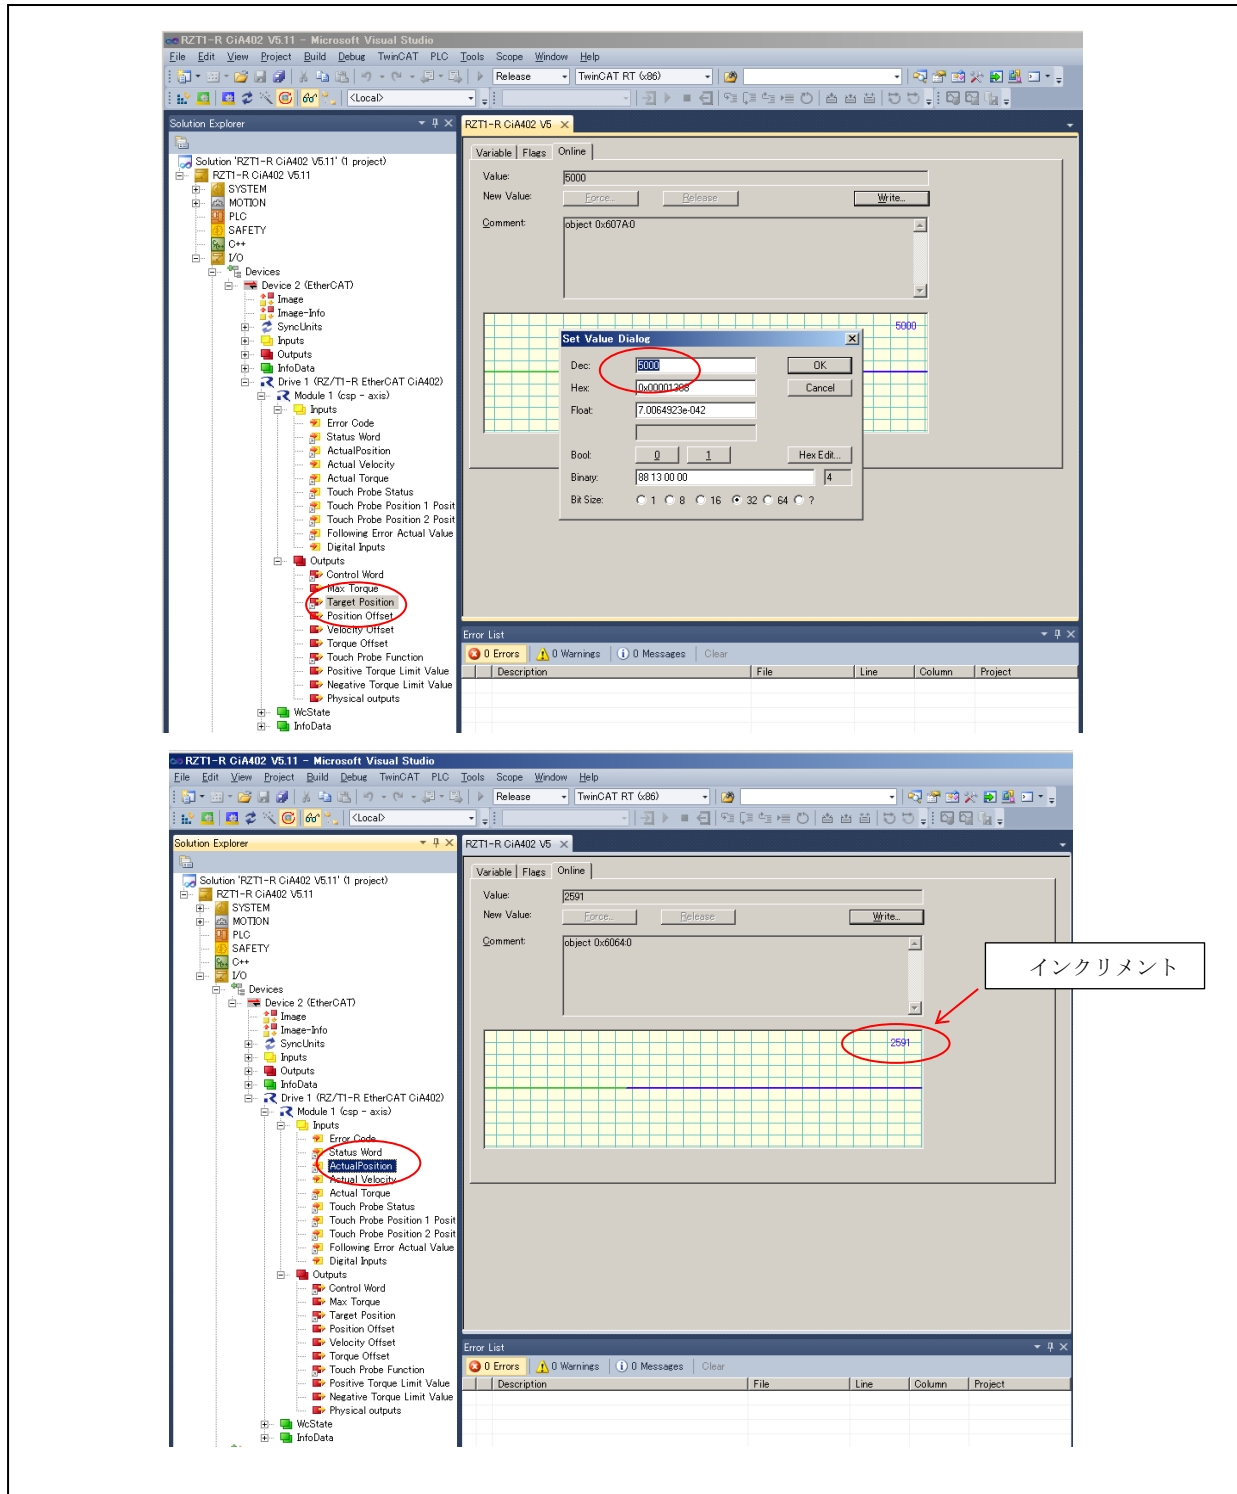 RZT1-R CiA402 V5.11 - Microsoft Visual Studio
File Edit View Project Build Debug TwinCAT PLC Tools Scope Window Help
Release TwinCAT RT (x86)
<Local>
Solution Explorer
RZT1-R CiA402 V5
Solution 'RZT1-R CiA402 V5.11' (1 project)
RZT1-R CiA402 V5.11
SYSTEM
MOTION
PLC
SAFETY
C++
I/O
Devices
Device 2 (EtherCAT)
Image
Image-Info
SyncUnits
Inputs
Outputs
InfoData
Drive 1 (RZ/T1-R EtherCAT CiA402)
Module 1 (csp - axis)
Inputs
Error Code
Status Word
ActualPosition
Actual Velocity
Actual Torque
Touch Probe Status
Touch Probe Position 1 Posit
Touch Probe Position 2 Posit
Following Error Actual Value
Digital Inputs
Outputs
Control Word
Max Torque
Target Position
Position Offset
Velocity Offset
Torque Offset
Touch Probe Function
Positive Torque Limit Value
Negative Torque Limit Value
Physical outputs
WcState
InfoData
Variable Flags Online
Value: 5000
New Value: Force... Release Write...
Comment: object 0x607A:0
5000
Set Value Dialog
Dec: 5000 OK
Hex: 0x00001388 Cancel
Float: 7.0064923e-042
Bool: 0 1 Hex Edit...
Binary: 88 13 00 00 4
Bit Size: 1 8 16 32 64 ?
Error List
0 Errors 0 Warnings 0 Messages Clear
Description File Line Column Project
RZT1-R CiA402 V5.11 - Microsoft Visual Studio
File Edit View Project Build Debug TwinCAT PLC Tools Scope Window Help
Release TwinCAT RT (x86)
<Local>
Solution Explorer
RZT1-R CiA402 V5
Solution 'RZT1-R CiA402 V5.11' (1 project)
RZT1-R CiA402 V5.11
SYSTEM
MOTION
PLC
SAFETY
C++
I/O
Devices
Device 2 (EtherCAT)
Image
Image-Info
SyncUnits
Inputs
Outputs
InfoData
Drive 1 (RZ/T1-R EtherCAT CiA402)
Module 1 (csp - axis)
Inputs
Error Code
Status Word
ActualPosition
Actual Velocity
Actual Torque
Touch Probe Status
Touch Probe Position 1 Posit
Touch Probe Position 2 Posit
Following Error Actual Value
Digital Inputs
Outputs
Control Word
Max Torque
Target Position
Position Offset
Velocity Offset
Torque Offset
Touch Probe Function
Positive Torque Limit Value
Negative Torque Limit Value
Physical outputs
WcState
InfoData
Variable Flags Online
Value: 2591
New Value: Force... Release Write...
Comment: object 0x6064:0
2591
インクリメント
Error List
0 Errors 0 Warnings 0 Messages Clear
Description File Line Column Project